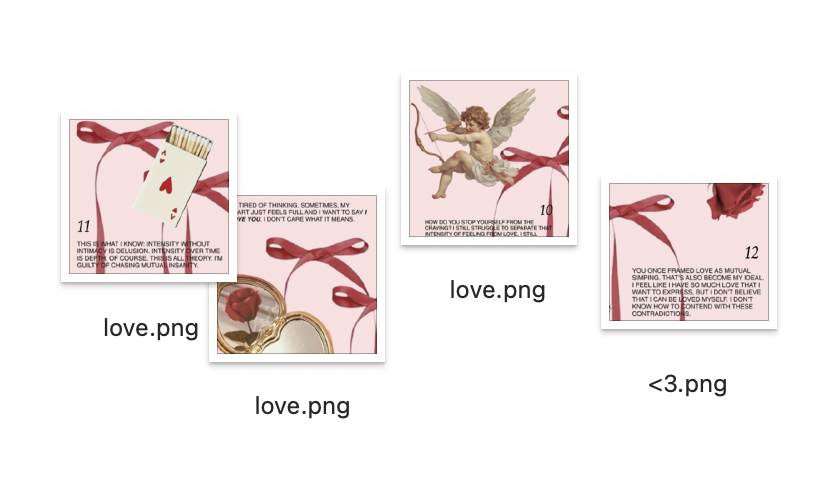 11
THIS IS WHAT I KNOW: INTENSITY WITHOUT
INTIMACY IS DELUSION. INTENSITY OVER TIME
IS DEPTH. OF COURSE, THIS IS ALL THEORY. I'M
GUILTY OF CHASING MUTUAL INSANITY.
love.png
TIRED OF THINKING. SOMETIMES, MY
ART JUST FEELS FULL AND I WANT TO SAY I
VE YOU. I DON'T CARE WHAT IT MEANS.
love.png
10
HOW DO YOU STOP YOURSELF FROM THE
CRAVING? I STILL STRUGGLE TO SEPARATE THAT
INTENSITY OF FEELING FROM LOVE. I STILL
love.png
12
YOU ONCE FRAMED LOVE AS MUTUAL
SIMPING. THAT'S ALSO BECOME MY IDEAL.
I FEEL LIKE I HAVE SO MUCH LOVE THAT I
WANT TO EXPRESS, BUT I DON'T BELIEVE
THAT I CAN BE LOVED MYSELF. I DON'T
KNOW HOW TO CONTEND WITH THESE
CONTRADICTIONS.
<3.png